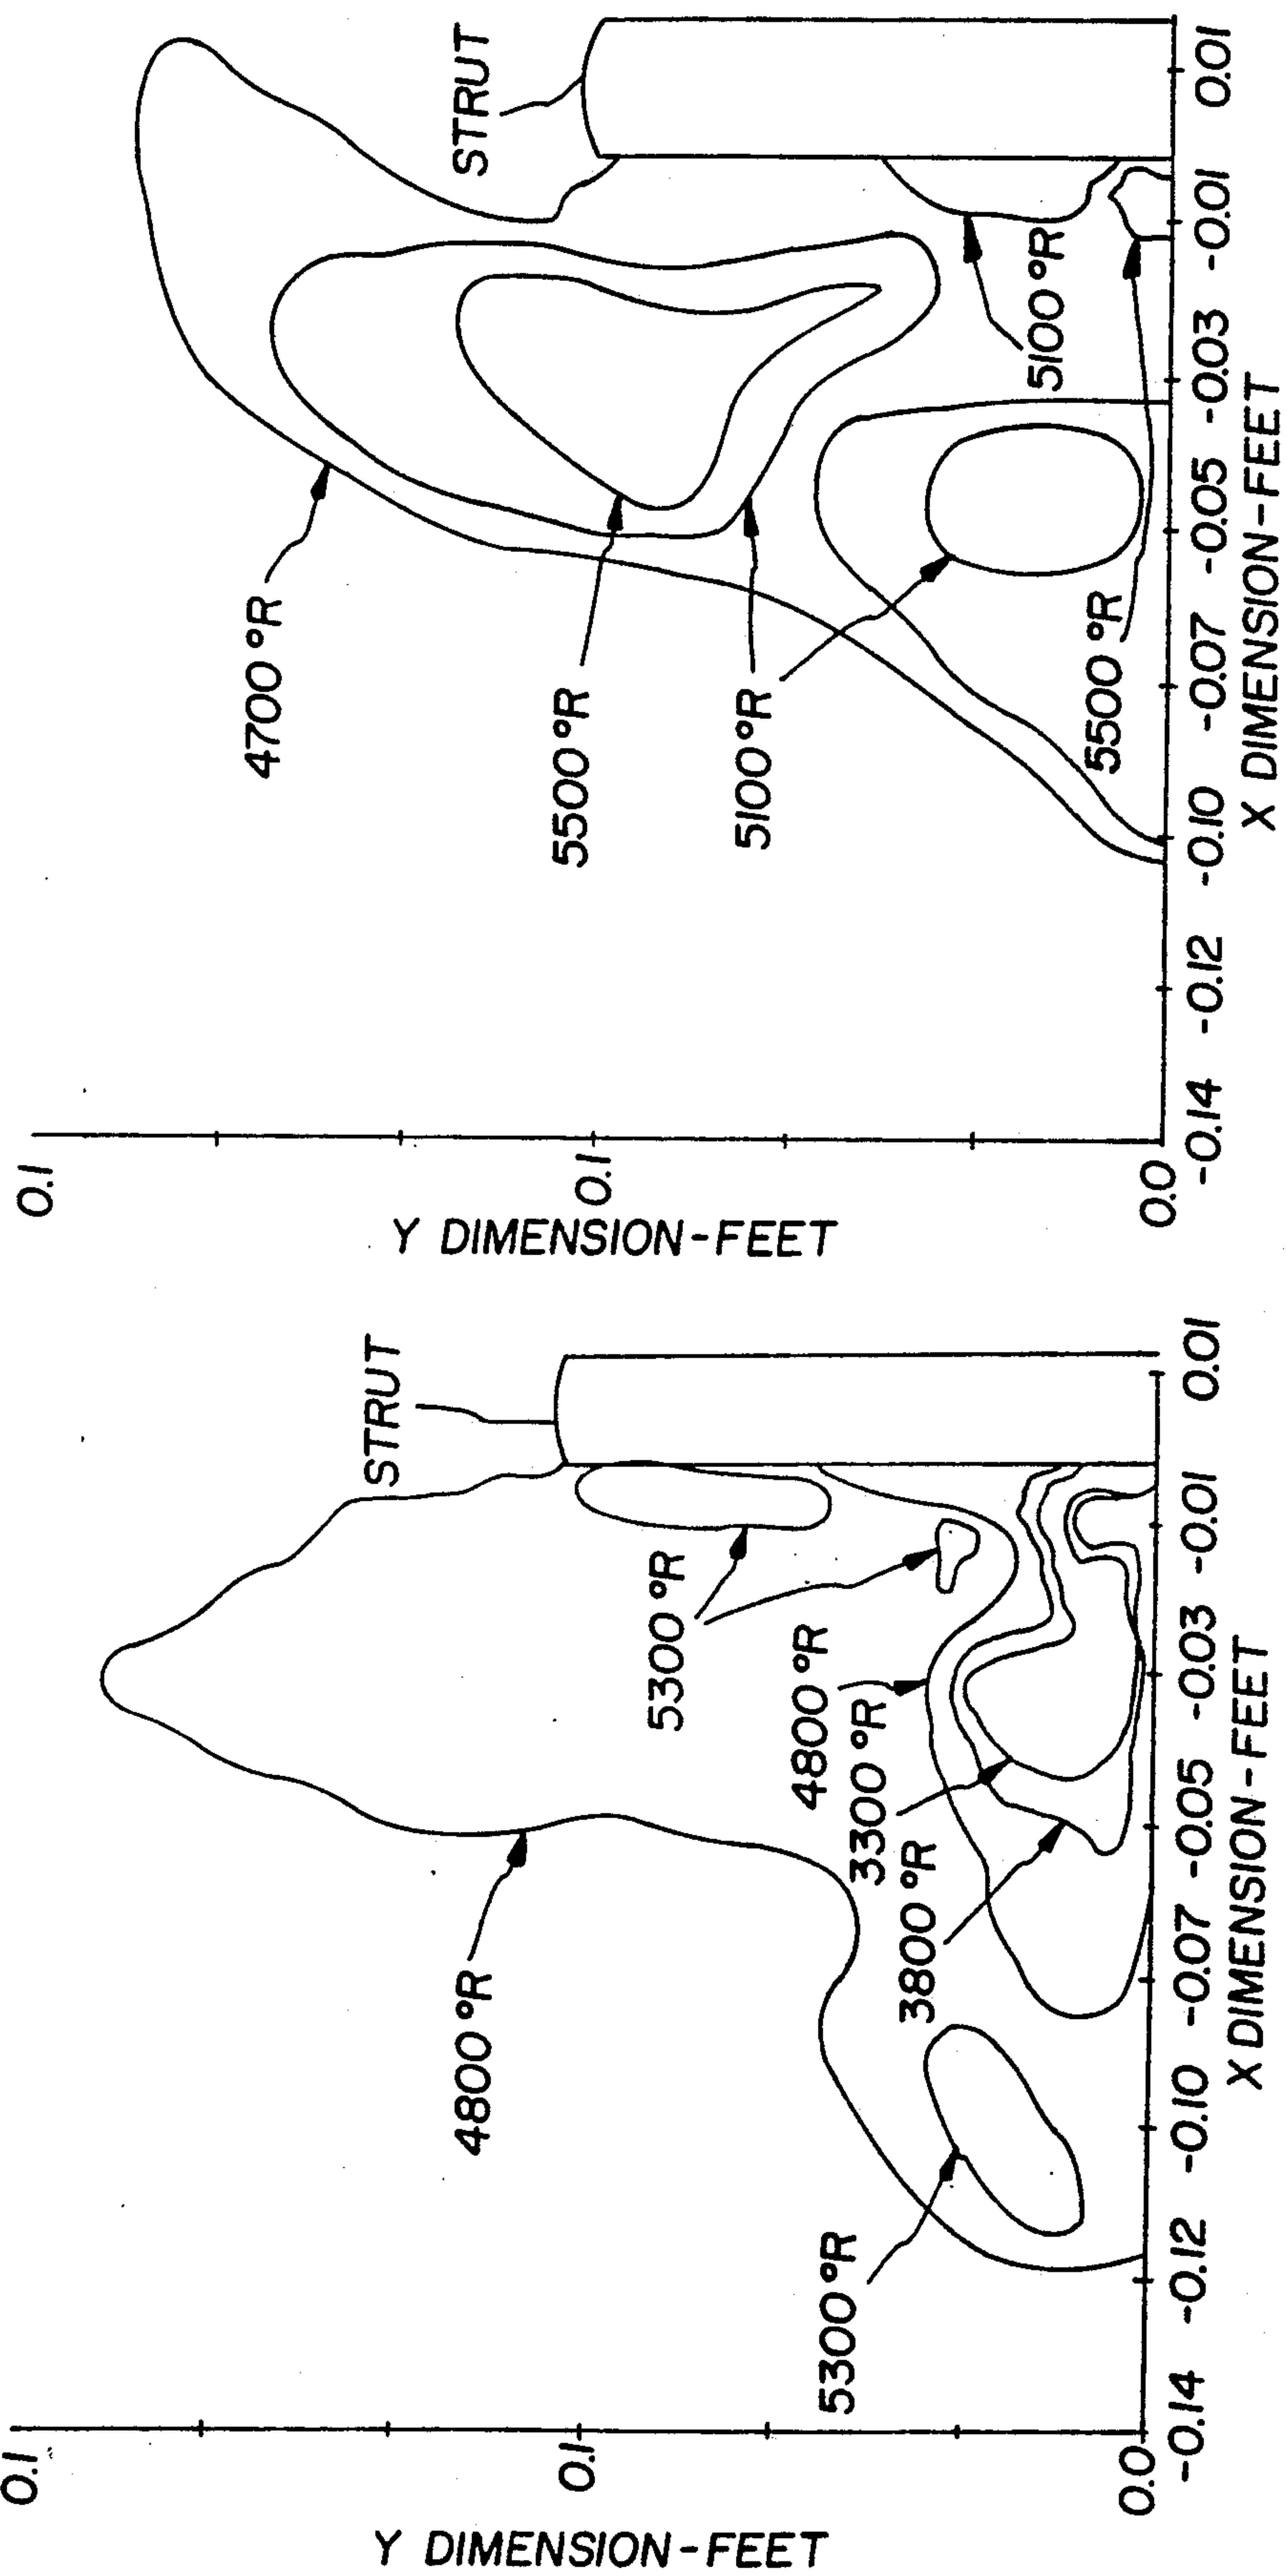 0.1
0.1
0.0
Y DIMENSION-FEET
STRUT
4800 °R
5300 °R
5300 °R
4800 °R
3300 °R
3800 °R
-0.14 -0.12 -0.10 -0.07 -0.05 -0.03 -0.01 0.01
X DIMENSION-FEET
0.1
0.1
0.0
Y DIMENSION-FEET
STRUT
4700 °R
5500 °R
5100 °R
5100 °R
5500 °R
-0.14 -0.12 -0.10 -0.07 -0.05 -0.03 -0.01 0.01
X DIMENSION-FEET